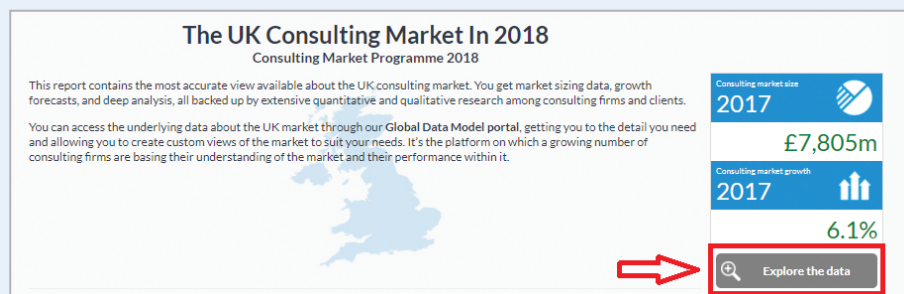 The UK Consulting Market In 2018
Consulting Market Programme 2018
This report contains the most accurate view available about the UK consulting market. You get market sizing data, growth
forecasts, and deep analysis, all backed up by extensive quantitative and qualitative research among consulting firms and clients.
You can access the underlying data about the UK market through our Global Data Model portal, getting you to the detail you need
and allowing you to create custom views of the market to suit your needs. It's the platform on which a growing number of
consulting firms are basing their understanding of the market and their performance within it.
Consulting market size
2017
£7,805m
Consulting market growth
2017
6.1%
Explore the data